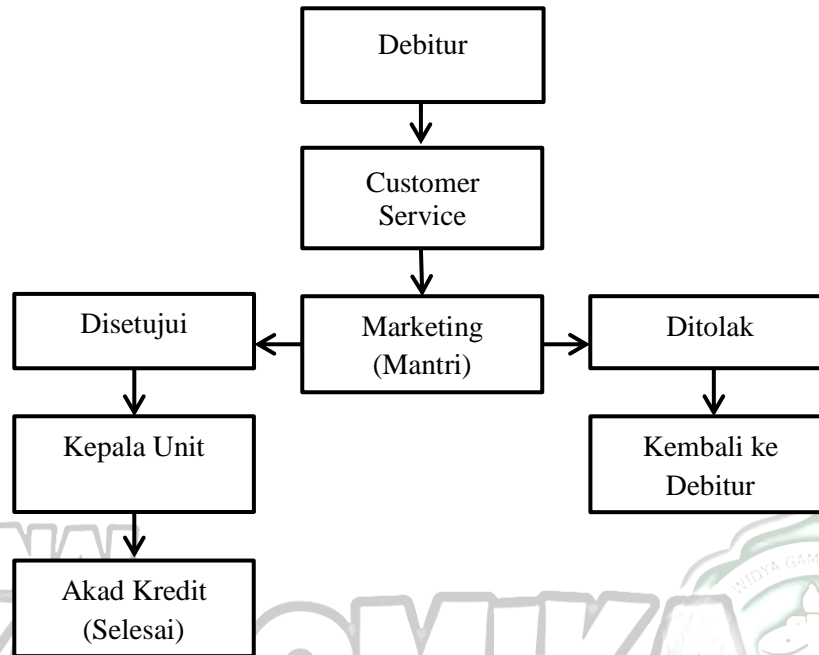 Debitur
Customer
Service
Disetujui
Marketing
(Mantri)
Ditolak
Kepala Unit
Kembali ke
Debitur
Akad Kredit
(Selesai)